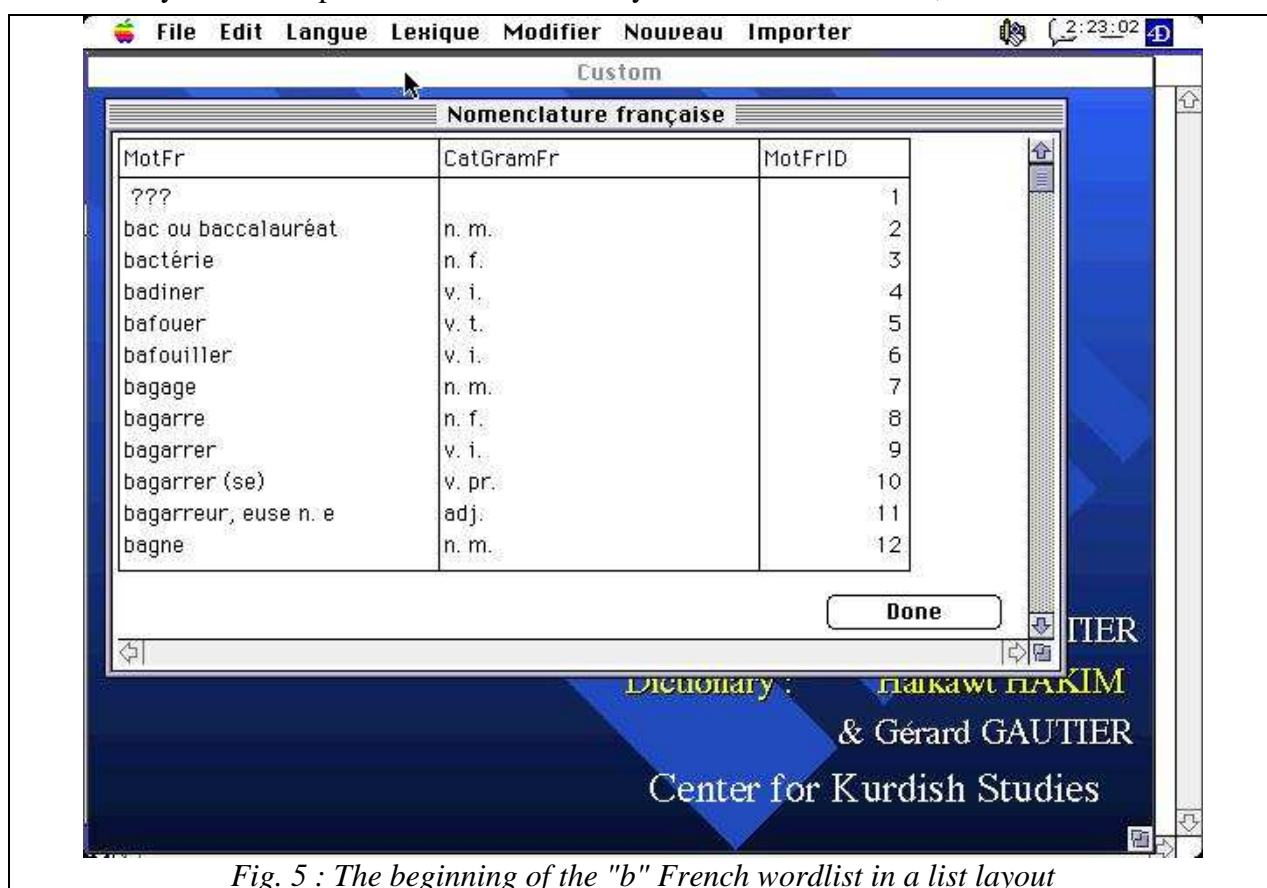 File Edit Langue Lexique Modifier Nouveau Importer 2:23:02 4D
Custom
Nomenclature française
MotFr CatGramFr MotFrID
??? 1
bac ou baccalauréat n. m. 2
bactérie n. f. 3
badiner v. i. 4
bafouer v. t. 5
bafouiller v. i. 6
bagage n. m. 7
bagarre n. f. 8
bagarrer v. i. 9
bagarrer (se) v. pr. 10
bagarreur, euse n. e adj. 11
bagne n. m. 12
Done
TIER
Dictionary : Halkawt HAKIM
& Gérard GAUTIER
Center for Kurdish Studies
Fig. 5 : The beginning of the "b" French wordlist in a list layout